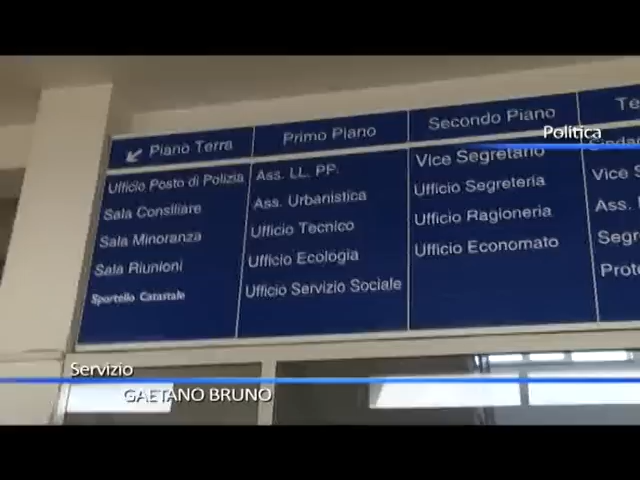 Piano Terra
Ufficio Posto di Polizia
Sala Consiliare
Sala Minoranza
Sala Riunioni
Sportello Catastale
Primo Piano
Ass. LL. PP.
Ass. Urbanistica
Ufficio Tecnico
Ufficio Ecologia
Ufficio Servizio Sociale
Secondo Piano
Vice Segretario
Ufficio Segreteria
Ufficio Ragioneria
Ufficio Economato
Te
Vice S
Ass.
Segre
Proto
Politica
Servizio
GAETANO BRUNO